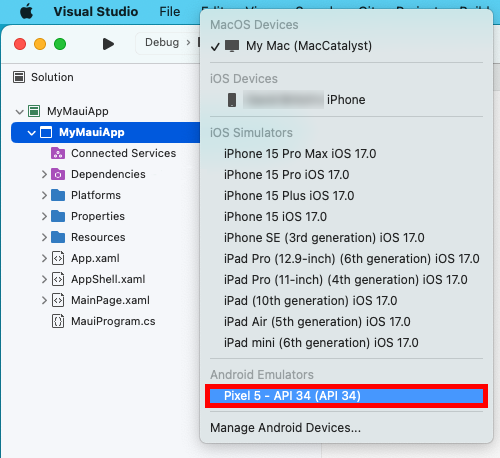 Visual Studio File
MacOS Devices
Debug
✓ My Mac (MacCatalyst)
Solution
iOS Devices
iPhone
MyMauiApp
MyMauiApp
Connected Services
Dependencies
Platforms
Properties
Resources
App.xaml
AppShell.xaml
MainPage.xaml
MauiProgram.cs
iOS Simulators
iPhone 15 Pro Max iOS 17.0
iPhone 15 Pro iOS 17.0
iPhone 15 Plus iOS 17.0
iPhone 15 iOS 17.0
iPhone SE (3rd generation) iOS 17.0
iPad Pro (12.9-inch) (6th generation) iOS 17.0
iPad Pro (11-inch) (4th generation) iOS 17.0
iPad (10th generation) iOS 17.0
iPad Air (5th generation) iOS 17.0
iPad mini (6th generation) iOS 17.0
Android Emulators
Pixel 5 - API 34 (API 34)
Manage Android Devices...